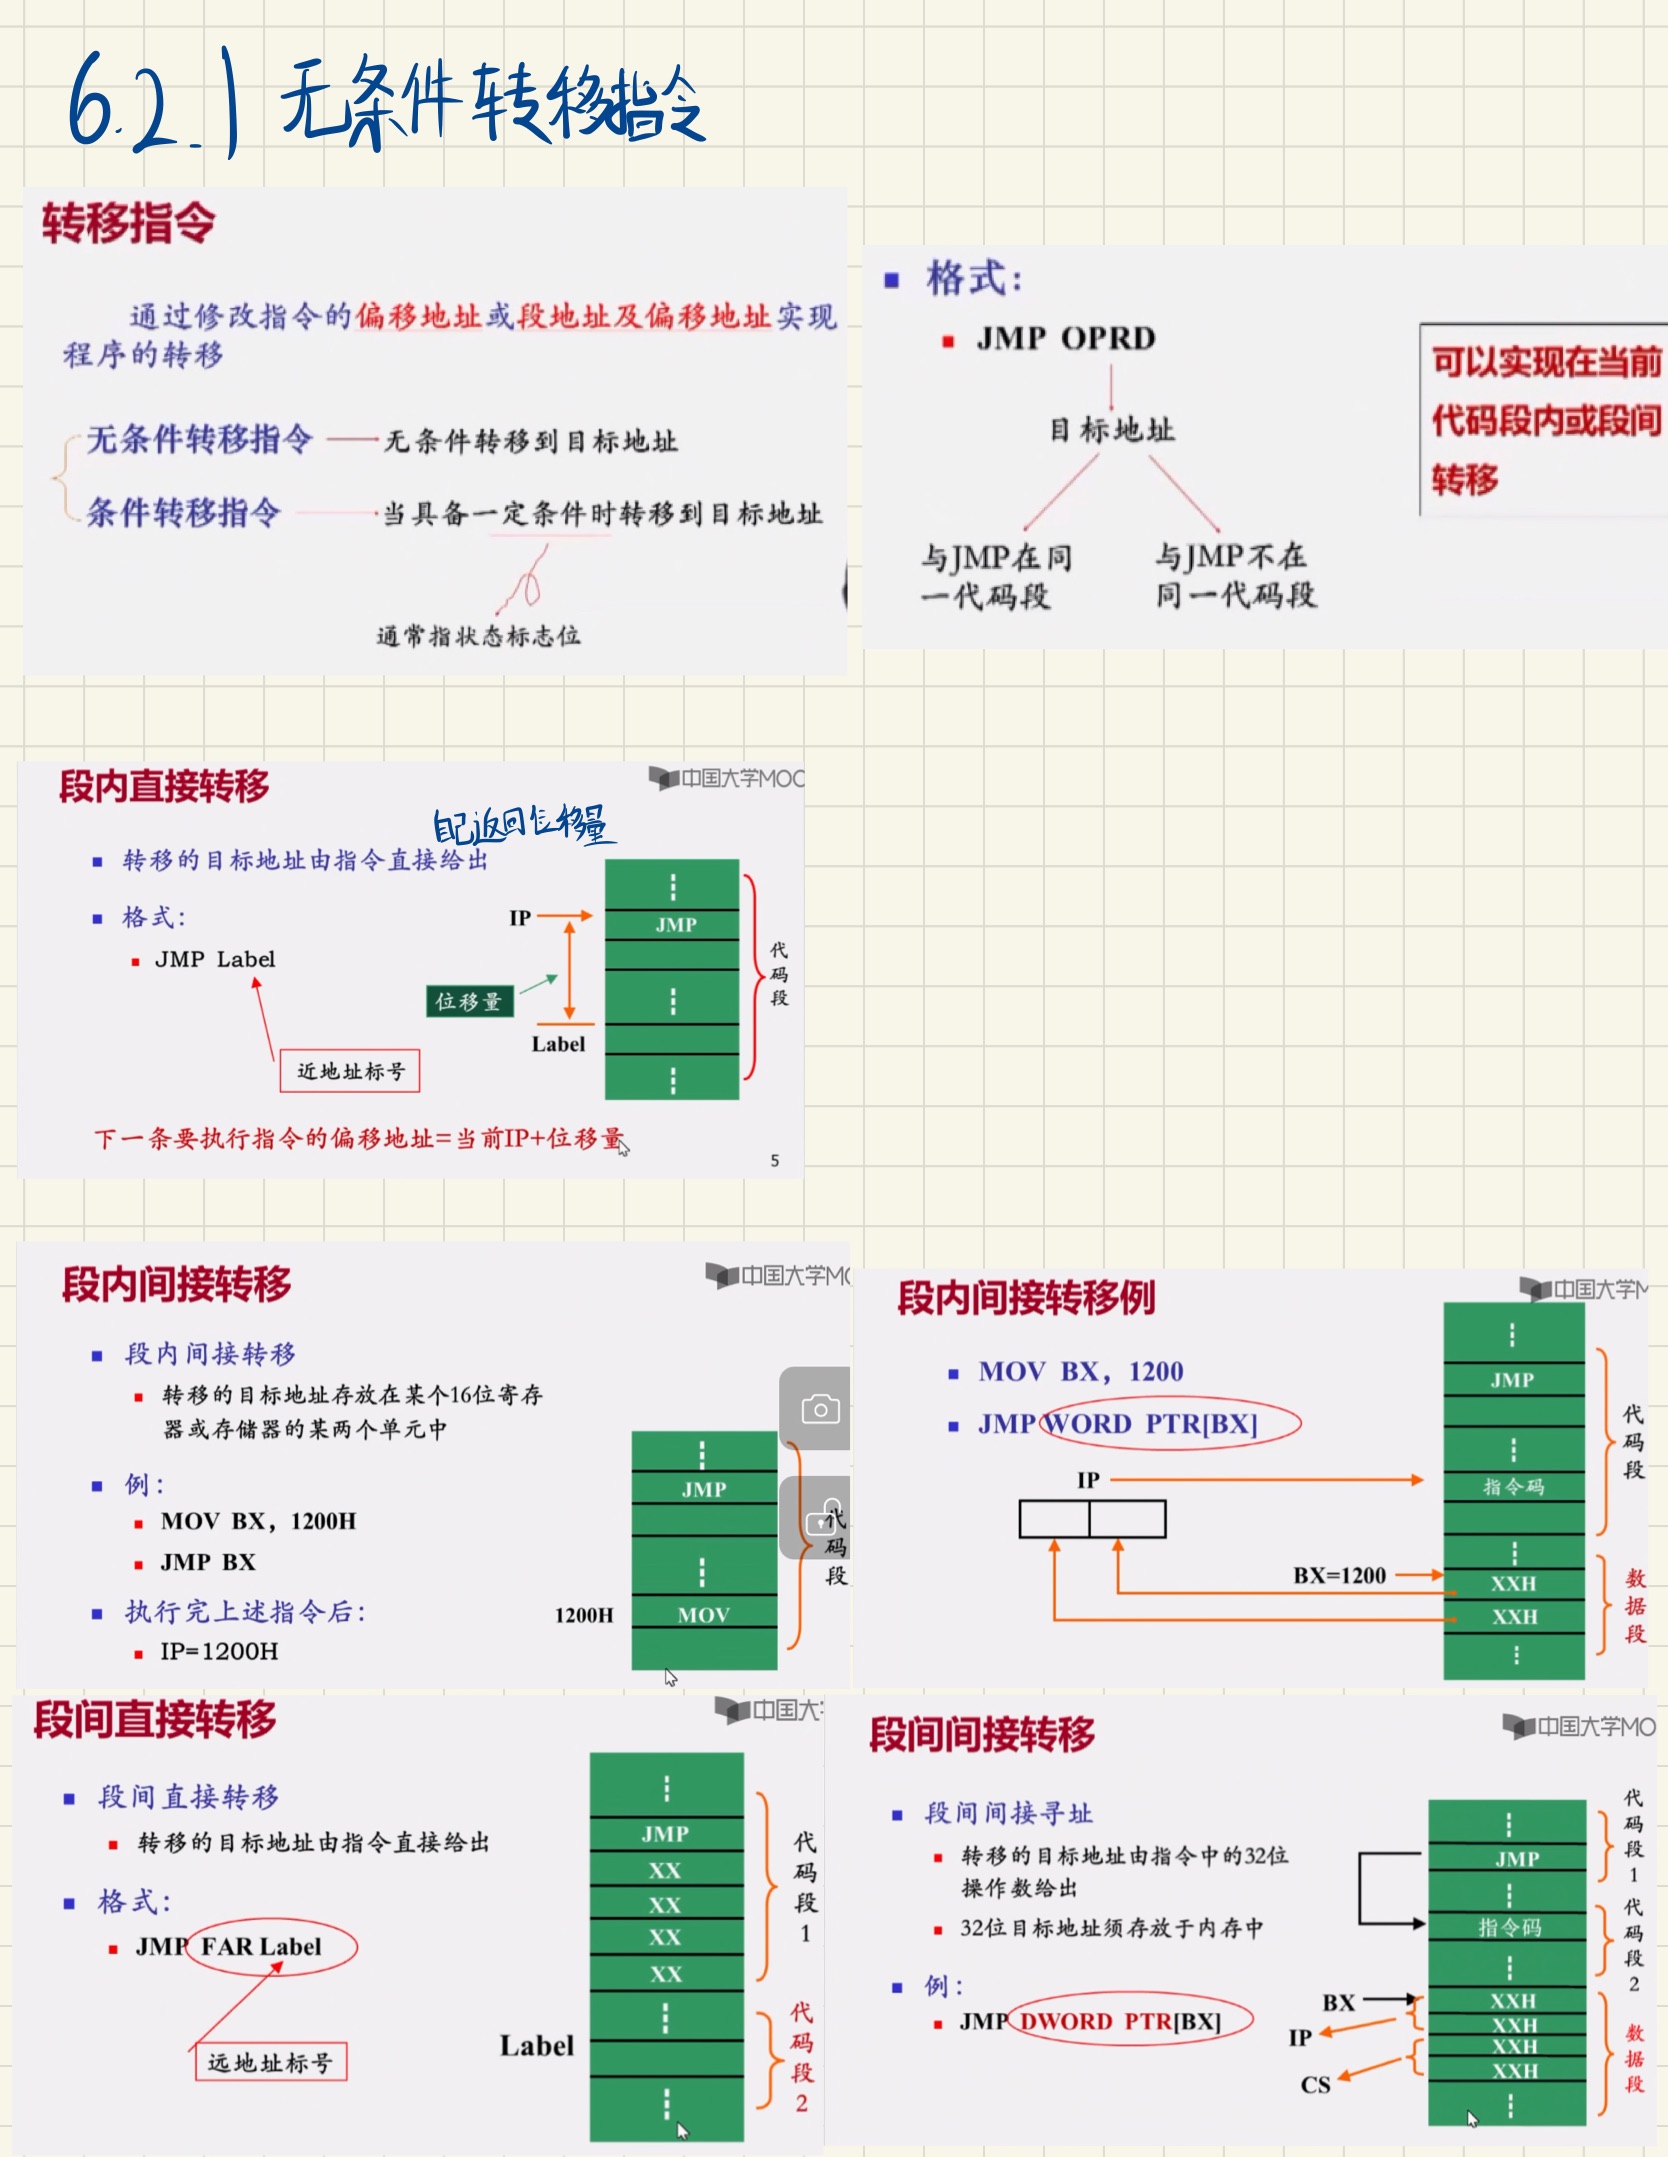 6.2.1 无条件转移指令
转移指令
通过修改指令的偏移地址或段地址及偏移地址实现
程序的转移
无条件转移指令 无条件转移到目标地址
条件转移指令 当具备一定条件时转移到目标地址
通常指状态标志位
格式：
JMP OPRD
目标地址
与JMP在同
一代码段
与JMP不在
同一代码段
可以实现在当前
代码段内或段间
转移
段内直接转移
中国大学MOO
自己返回位移量
转移的目标地址由指令直接给出
格式：
JMP Label
近地址标号
IP
位移量
Label
JMP
代码段
下一条要执行指令的偏移地址=当前IP+位移量
5
段内间接转移
中国大学MO
段内间接转移
转移的目标地址存放在某个16位寄存
器或存储器的某两个单元中
例：
MOV BX，1200H
JMP BX
执行完上述指令后：
IP=1200H
JMP
1200H MOV
代码段
段内间接转移例
中国大学M
MOV BX，1200
JMP WORD PTR[BX]
IP
BX=1200
JMP
指令码
XXH
XXH
代码段
数据段
段间直接转移
中国大学
段间直接转移
转移的目标地址由指令直接给出
格式：
JMP FAR Label
远地址标号
Label
JMP
XX
XX
XX
XX
代码段1
代码段2
段间间接转移
中国大学MO
段间间接寻址
转移的目标地址由指令中的32位
操作数给出
32位目标地址须存放于内存中
例：
JMP DWORD PTR[BX]
BX
IP
CS
JMP
指令码
XXH
XXH
XXH
XXH
代码段1
代码段2
数据段